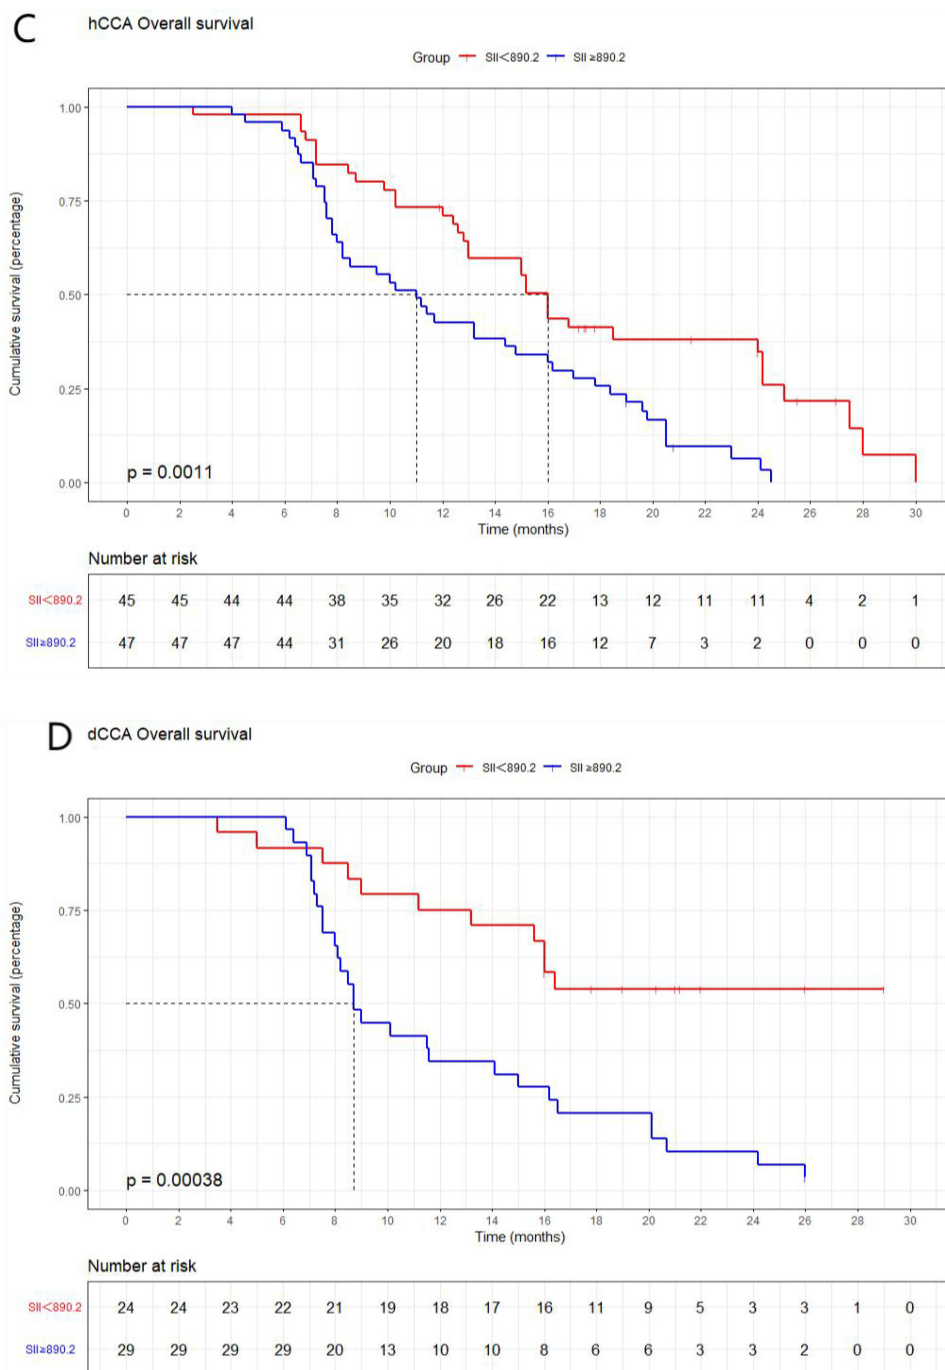 C
hCCA Overall survival
Group SII<890.2 SII ≥890.2
Cumulative survival (percentage)
1.00
0.75
0.50
0.25
0.00
p = 0.0011
0 2 4 6 8 10 12 14 16 18 20 22 24 26 28 30
Time (months)
Number at risk
SII<890.2 45 45 44 44 38 35 32 26 22 13 12 11 11 4 2 1
SII≥890.2 47 47 47 44 31 26 20 18 16 12 7 3 2 0 0 0
D
dCCA Overall survival
Group SII<890.2 SII ≥890.2
Cumulative survival (percentage)
1.00
0.75
0.50
0.25
0.00
p = 0.00038
0 2 4 6 8 10 12 14 16 18 20 22 24 26 28 30
Time (months)
Number at risk
SII<890.2 24 24 23 22 21 19 18 17 16 11 9 5 3 3 1 0
SII≥890.2 29 29 29 29 20 13 10 10 8 6 6 3 3 2 0 0